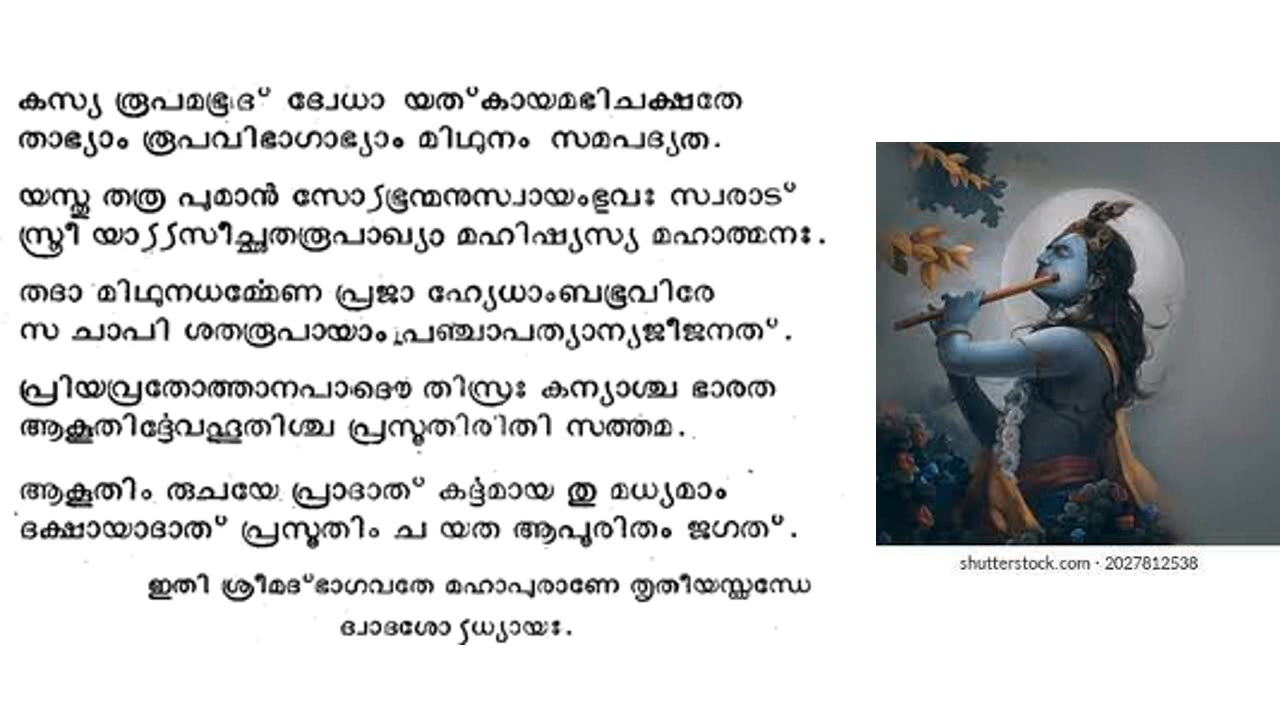 കസ്യ രൂപമഭൂദ് ദ്വേധാ യത്കായമഭിചക്ഷതേ
താഭ്യാം രൂപവിഭാഗാഭ്യാം മിഥുനം സമപദ്യത.
യസ്തു തത്ര പുമാൻ സോഽഭൂന്മനുസ്വായംഭുവഃ സ്വരാട്
സ്ത്രീ യാഽഽസീച്ഛതരൂപാഖ്യാ മഹിഷ്യസ്യ മഹാത്മനഃ.
തദാ മിഥുനധർമ്മേണ പ്രജാ ഹ്യേധാംബഭൂവിരേ
സ ചാപി ശതരൂപായാം പഞ്ചാപത്യാന്യജീജനത്.
പ്രിയവ്രതോത്താനപാദൌ തിസ്രഃ കന്യാശ്ച ഭാരത
ആകൂതിർദ്ദേവഹൂതിശ്ച പ്രസൂതിരിതി സത്തമ.
ആകൂതിം രുചയേ പ്രാദാത് കർദ്ദമായ തു മധ്യമാം
ദക്ഷായാദാത് പ്രസൂതിം ച യത ആപൂരിതം ജഗത്.
ഇതി ശ്രീമദ്ഭാഗവതേ മഹാപുരാണേ തൃതീയസ്കന്ധേ
ദ്വാദശോഽധ്യായഃ.
shutterstock.com · 2027812538